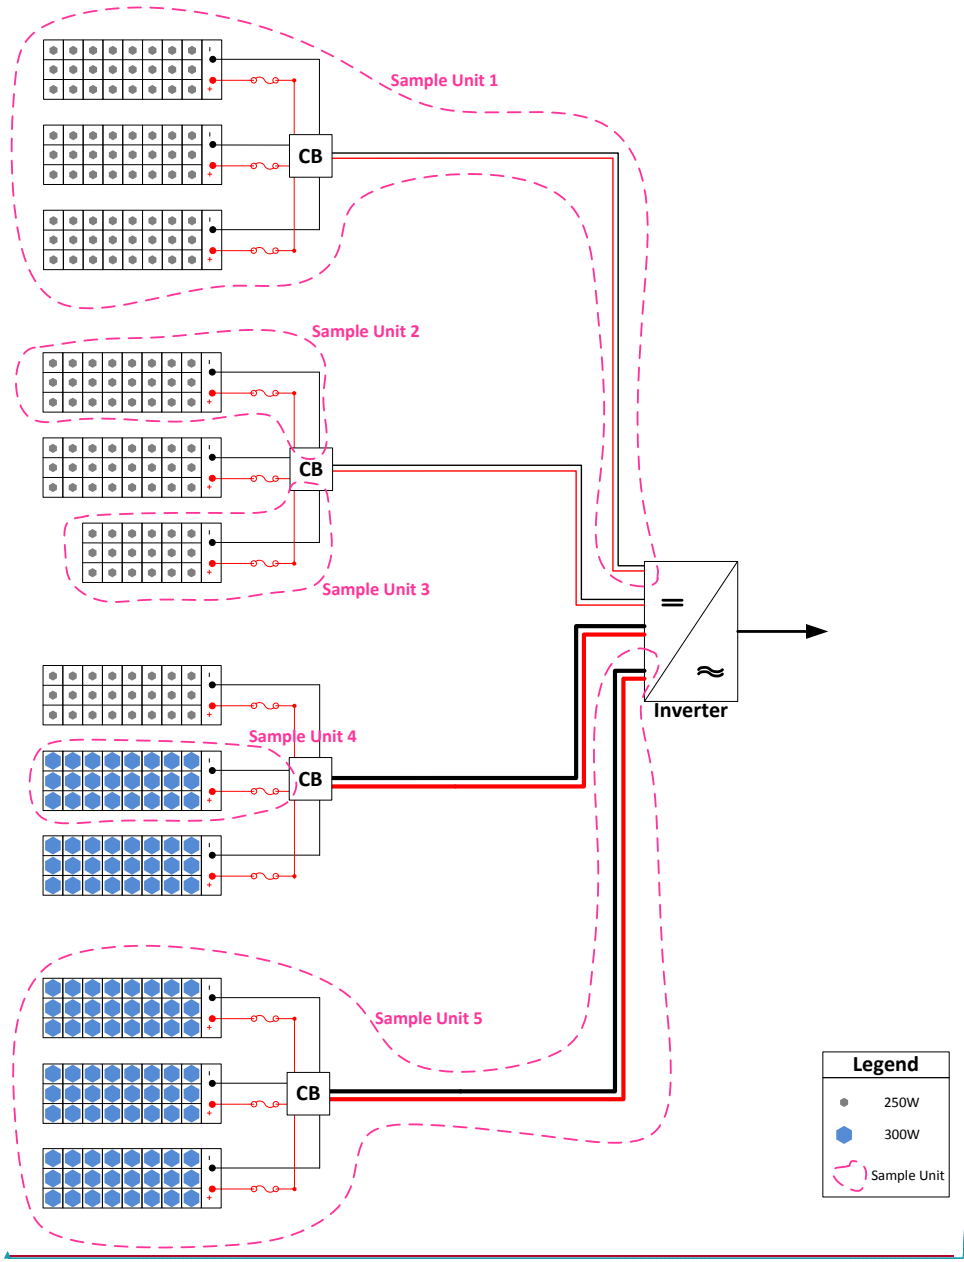 Sample Unit 1
-
+
-
+
CB
-
+
Sample Unit 2
-
+
-
+
CB
-
+
Sample Unit 3
=
≈
Inverter
-
+
Sample Unit 4
-
+
CB
-
+
-
+
Sample Unit 5
-
+
CB
-
+
Legend
250W
300W
Sample Unit